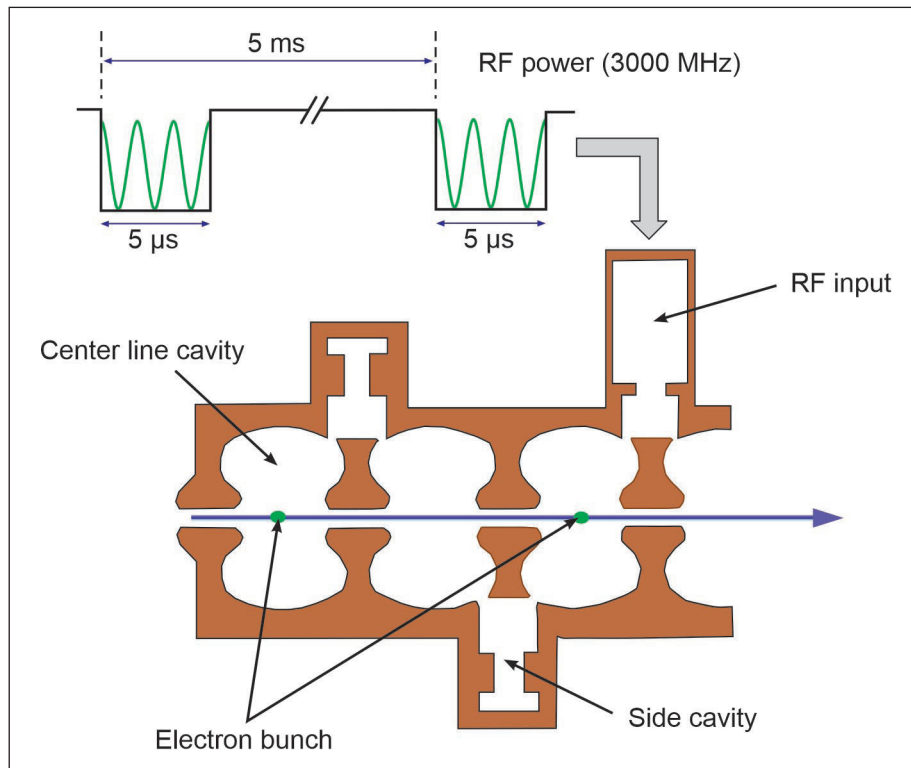 5 ms
RF power (3000 MHz)
5 µs
5 µs
RF input
Center line cavity
Side cavity
Electron bunch